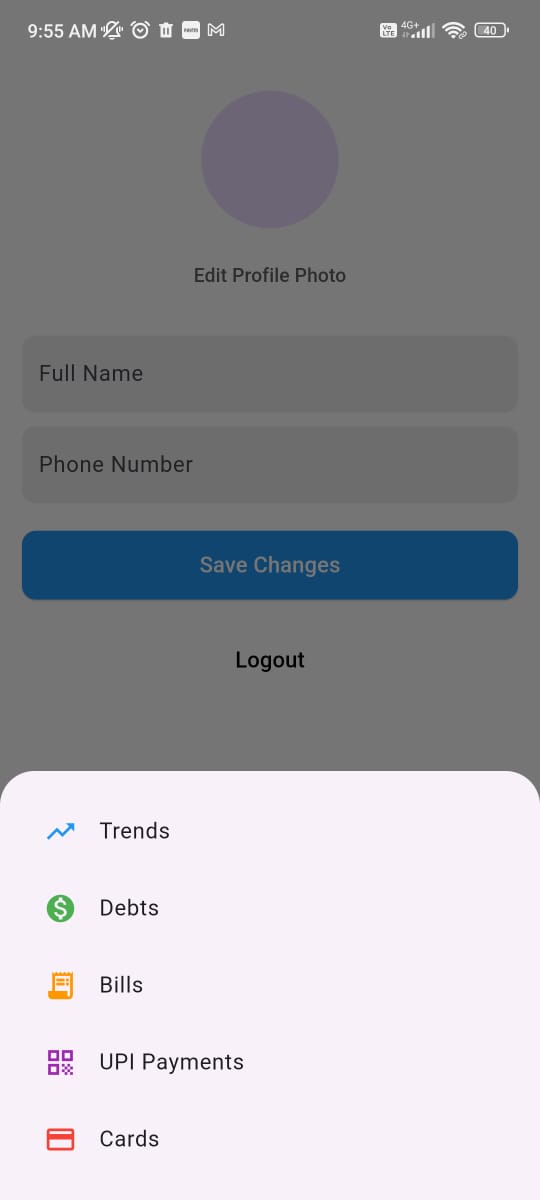 9:55 AM
Vo LTE 4G+ 40
Edit Profile Photo
Full Name
Phone Number
Save Changes
Logout
Trends
Debts
Bills
UPI Payments
Cards